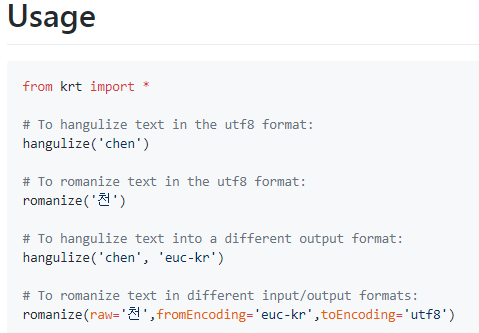 Usage
from krt import *
# To hangulize text in the utf8 format:
hangulize('chen')
# To romanize text in the utf8 format:
romanize('천')
# To hangulize text into a different output format:
hangulize('chen', 'euc-kr')
# To romanize text in different input/output formats:
romanize(raw='천',fromEncoding='euc-kr',toEncoding='utf8')